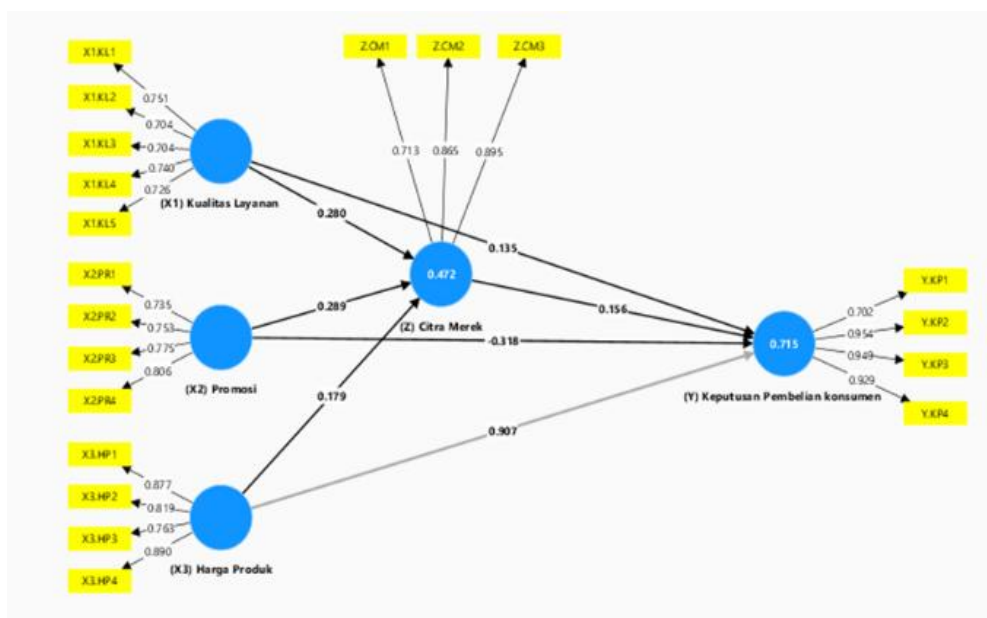 X1.KL1
X1.KL2
X1.KL3
X1.KL4
X1.KL5
0.751
0.704
0.704
0.740
0.726
(X1) Kualitas Layanan
Z.CM1
Z.CM2
Z.CM3
0.713
0.865
0.895
0.280
0.135
0.472
(Z) Citra Merek
X2.PR1
X2.PR2
X2.PR3
X2.PR4
0.735
0.753
0.775
0.806
(X2) Promosi
0.289
0.156
-0.318
0.179
0.907
X3.HP1
X3.HP2
X3.HP3
X3.HP4
0.877
0.819
0.763
0.890
(X3) Harga Produk
0.715
(Y) Keputusan Pembelian konsumen
0.702
0.954
0.949
0.929
Y.KP1
Y.KP2
Y.KP3
Y.KP4